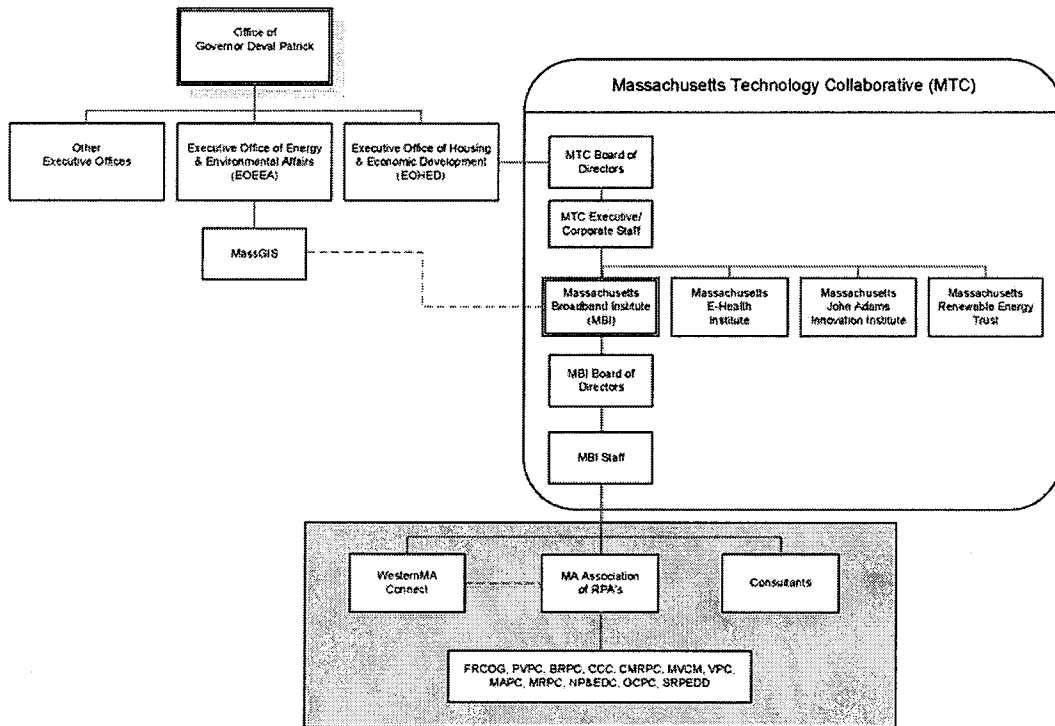 Office of
Governor Deval Patrick
Massachusetts Technology Collaborative (MTC)
Other
Executive Offices
Executive Office of Energy
& Environmental Affairs
(EOEEA)
Executive Office of Housing
& Economic Development
(EOHED)
MTC Board of
Directors
MTC Executive/
Corporate Staff
MassGIS
Massachusetts
Broadband Institute
(MBI)
Massachusetts
E-Health
Institute
Massachusetts
John Adams
Innovation Institute
Massachusetts
Renewable Energy
Trust
MBI Board of
Directors
MBI Staff
WesternMA
Connect
MA Association
of RPA's
Consultants
FRCOG, PVPC, BRPC, CCC, CMRPC, MVCM, VPC,
MAPC, MRPC, NP&EDC, OCPC, SRPEDD